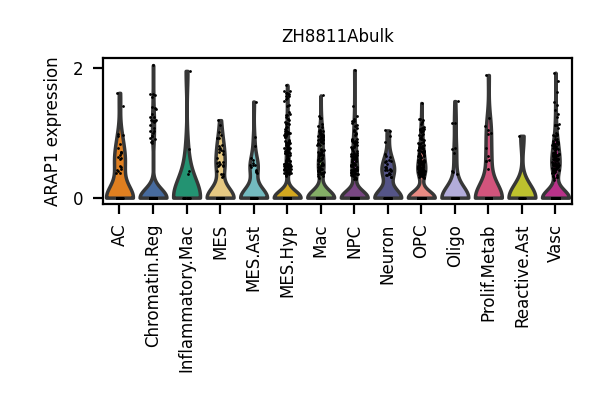 ZH8811Abulk
ARAP1 expression
2
0
AC
Chromatin.Reg
Inflammatory.Mac
MES
MES.Ast
MES.Hyp
Mac
NPC
Neuron
OPC
Oligo
Prolif.Metab
Reactive.Ast
Vasc